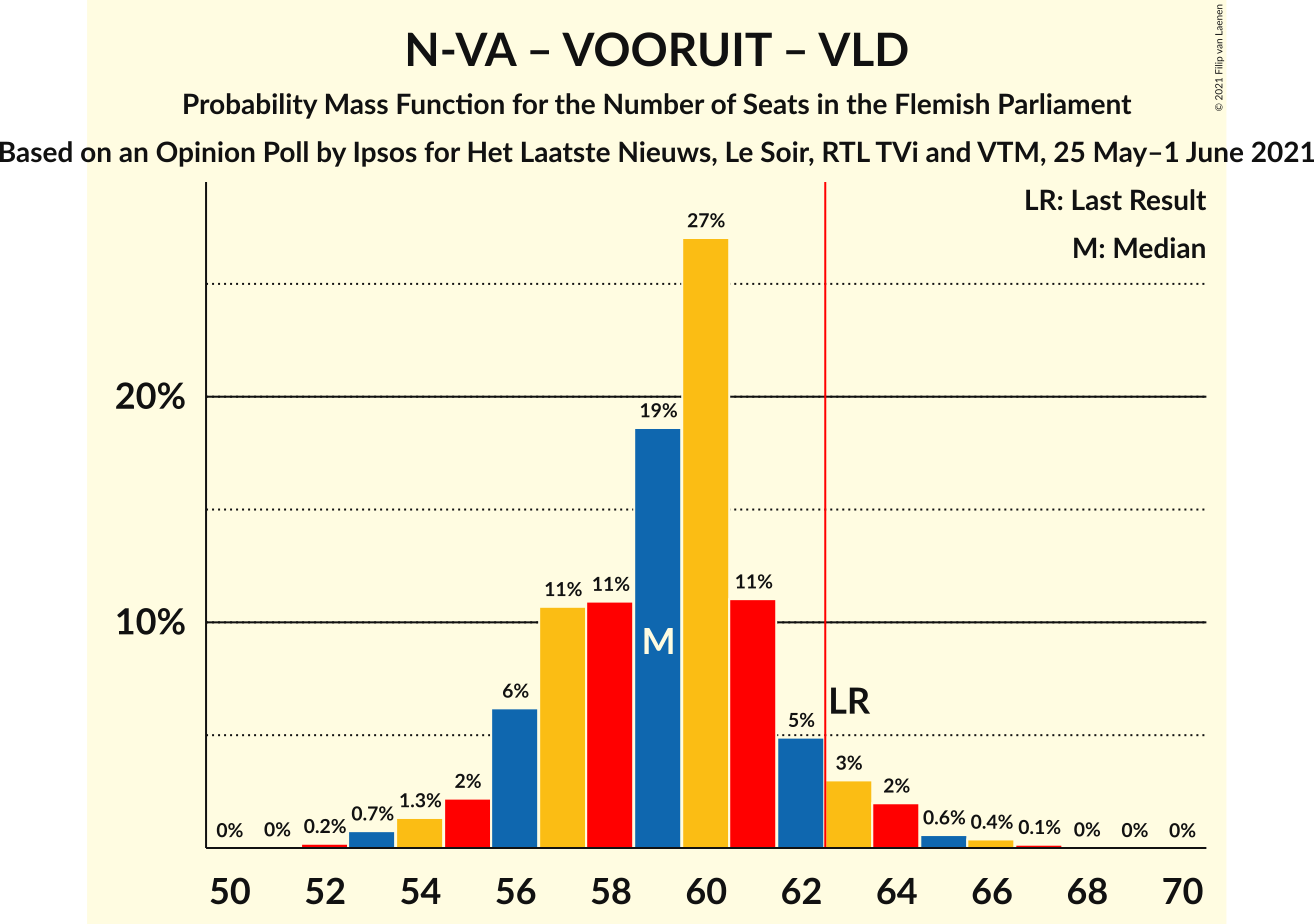 N-VA – VOORUIT – VLD
Probability Mass Function for the Number of Seats in the Flemish Parliament
Based on an Opinion Poll by Ipsos for Het Laatste Nieuws, Le Soir, RTL TVi and VTM, 25 May–1 June 2021
© 2021 Filip van Laenen
LR: Last Result
M: Median
20%
10%
0%
0%
0.2%
0.7%
1.3%
2%
6%
11%
11%
19%
27%
11%
5%
3%
2%
0.6%
0.4%
0.1%
0%
0%
0%
M
LR
50 52 54 56 58 60 62 64 66 68 70